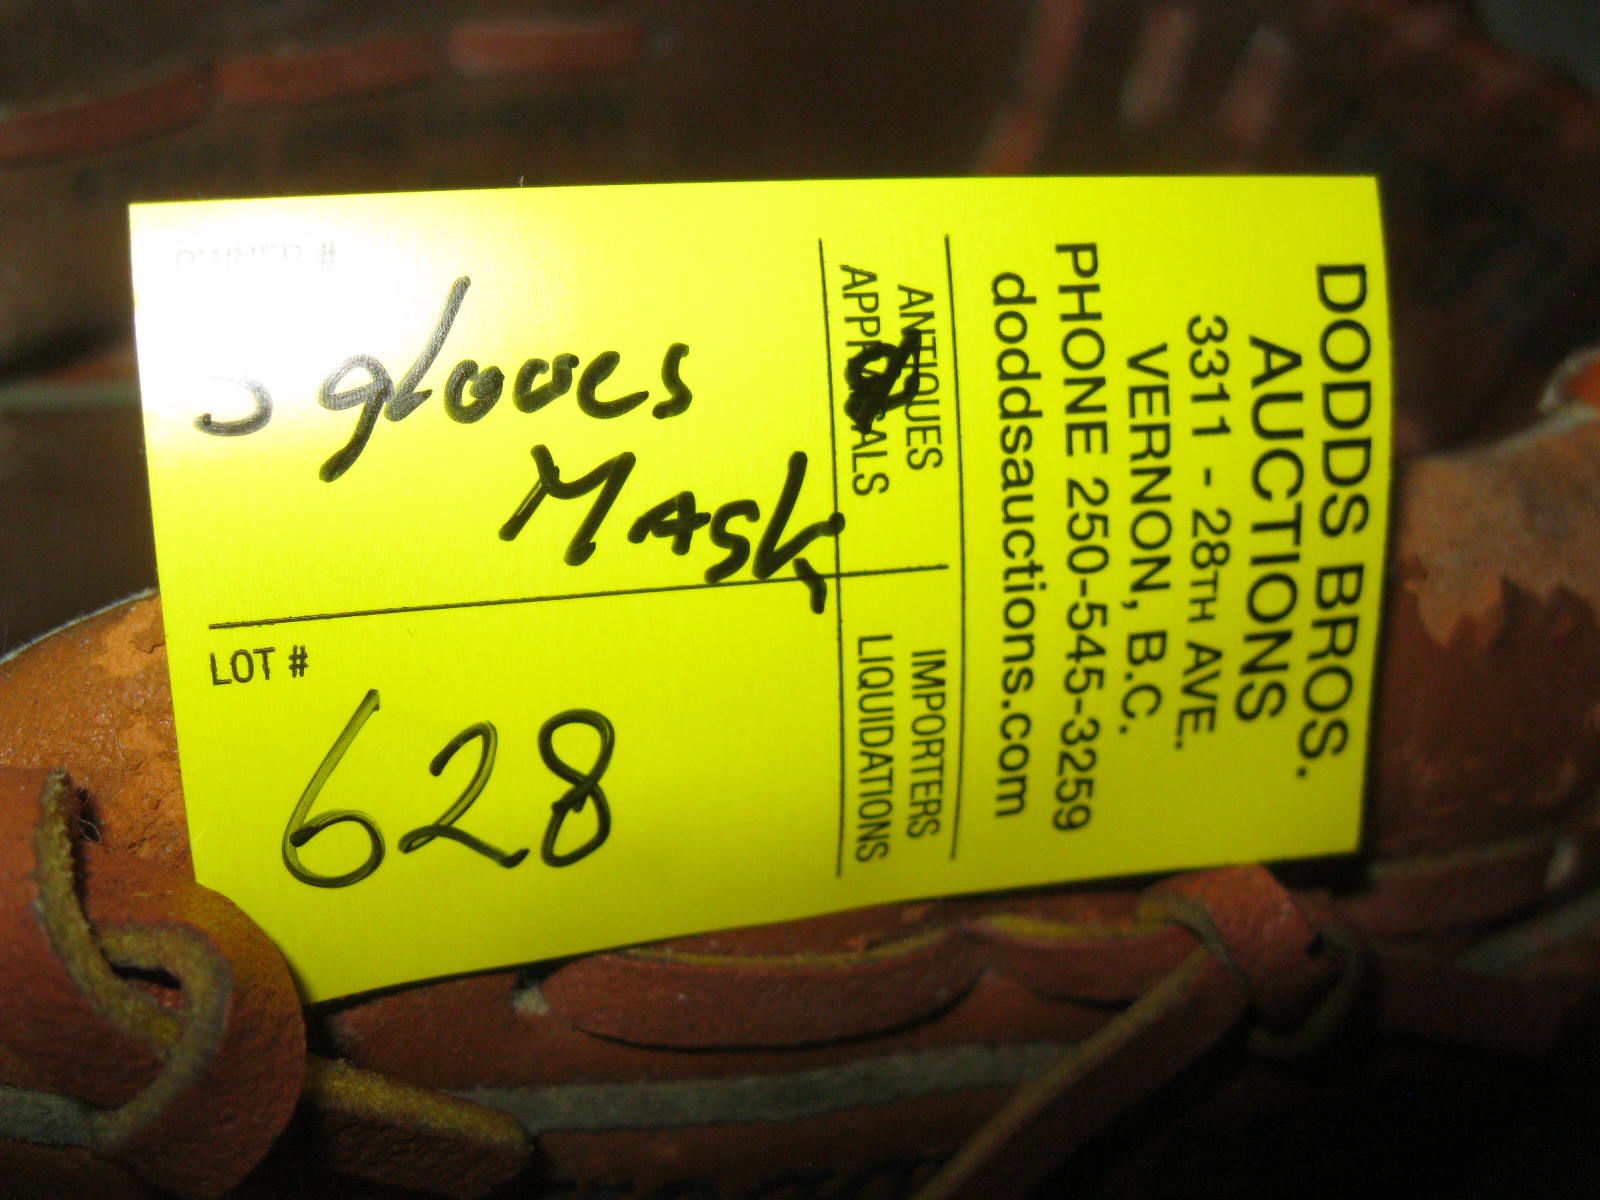 OWNER #
gloves
Mask
LOT #
628
DODDS BROS.
AUCTIONS
3311 - 28TH AVE.
VERNON, B.C.
PHONE 250-545-3259
doddsauctions.com
ANTIQUES
APPRAISALS
IMPORTERS
LIQUIDATIONS